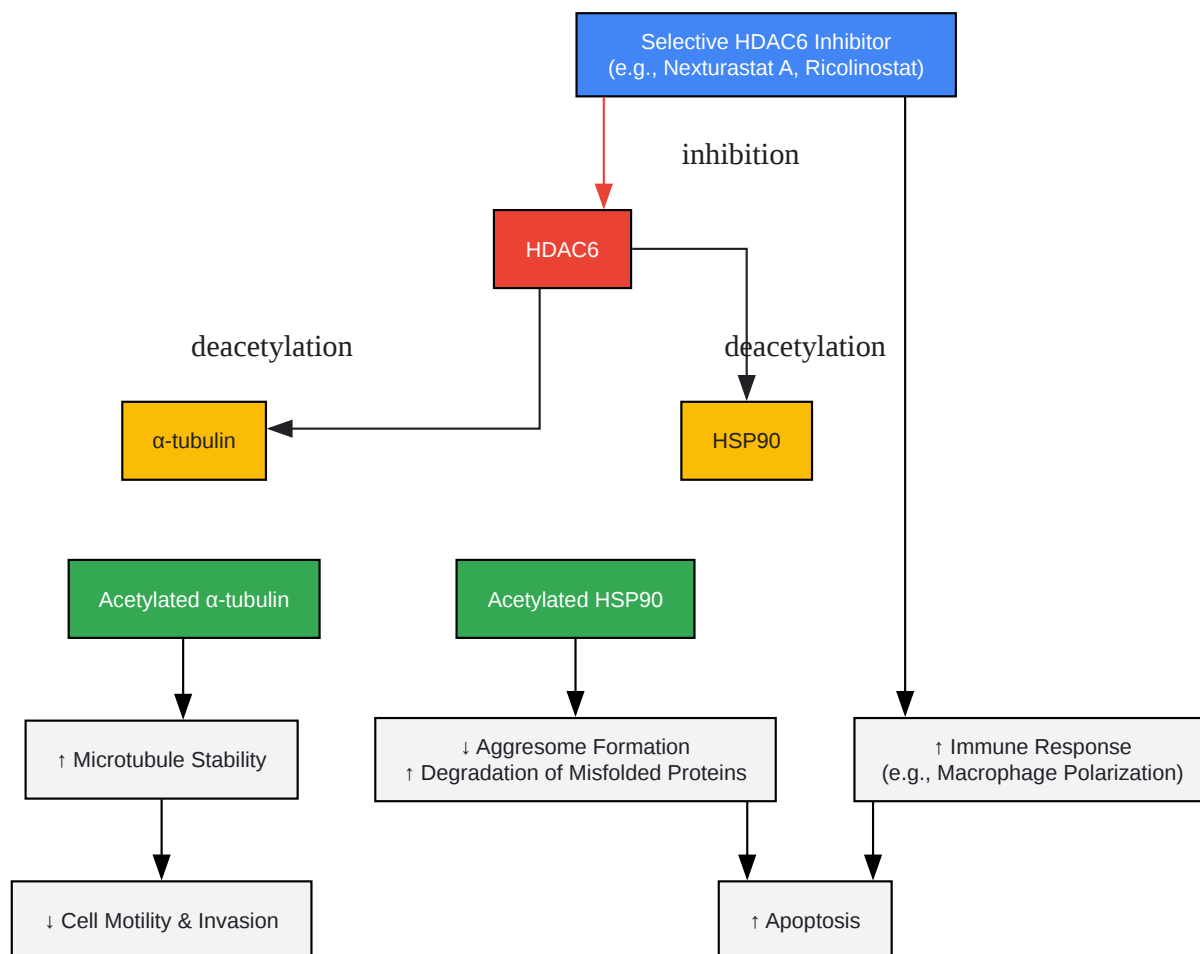 Selective HDAC6 Inhibitor
(e.g., Nexturastat A, Ricolinostat)
inhibition
HDAC6
deacetylation
deacetylation
α-tubulin
HSP90
Acetylated α-tubulin
Acetylated HSP90
↑ Microtubule Stability
↓ Aggresome Formation
↑ Degradation of Misfolded Proteins
↑ Immune Response
(e.g., Macrophage Polarization)
↓ Cell Motility & Invasion
↑ Apoptosis